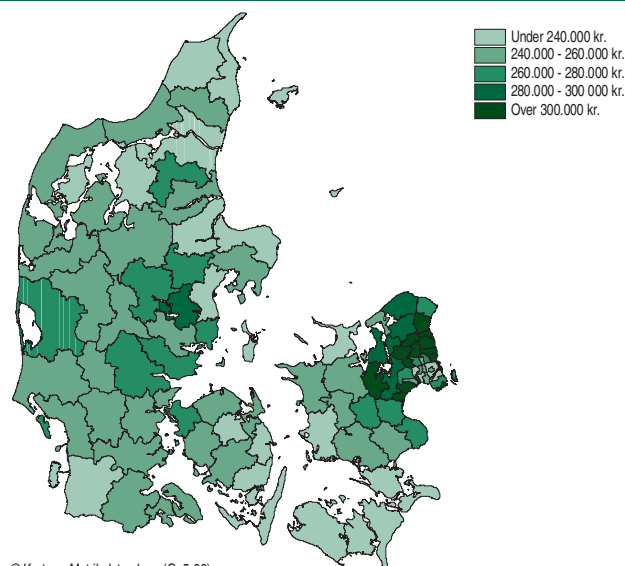 Under 240.000 kr.
240.000 - 260.000 kr.
260.000 - 280.000 kr.
280.000 - 300 000 kr.
Over 300.000 kr.